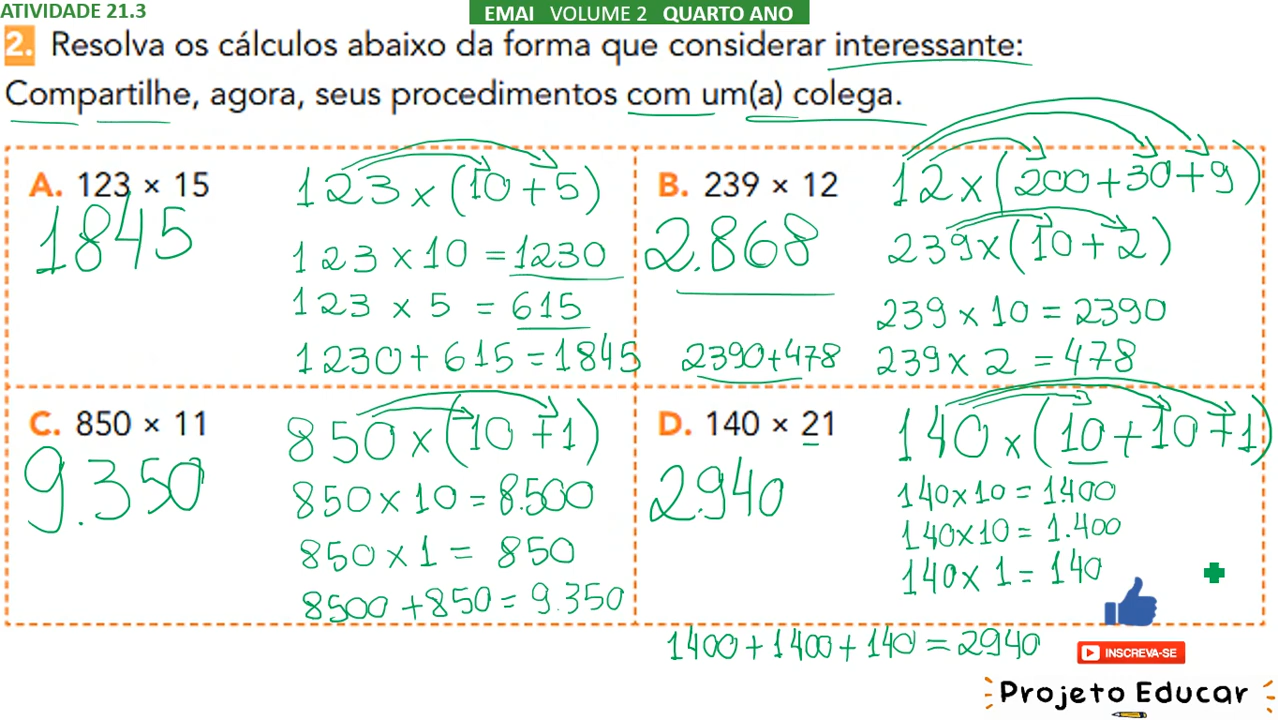 ATIVIDADE 21.3
EMAI VOLUME 2 QUARTO ANO
2. Resolva os cálculos abaixo da forma que considerar interessante:
Compartilhe, agora, seus procedimentos com um(a) colega.
A. 123 × 15
1845
123 × (10 + 5)
123 × 10 = 1230
123 × 5 = 615
1230 + 615 = 1845
B. 239 × 12
2.868
12 × (200 + 30 + 9)
239 × (10 + 2)
239 × 10 = 2390
239 × 2 = 478
2390 + 478
C. 850 × 11
9.350
850 × (10 + 1)
850 × 10 = 8.500
850 × 1 = 850
8500 + 850 = 9.350
D. 140 × 21
2.940
140 × (10 + 10 + 1)
140 × 10 = 1.400
140 × 10 = 1.400
140 × 1 = 140
1400 + 1400 + 140 = 2940
INSCREVA-SE
Projeto Educar